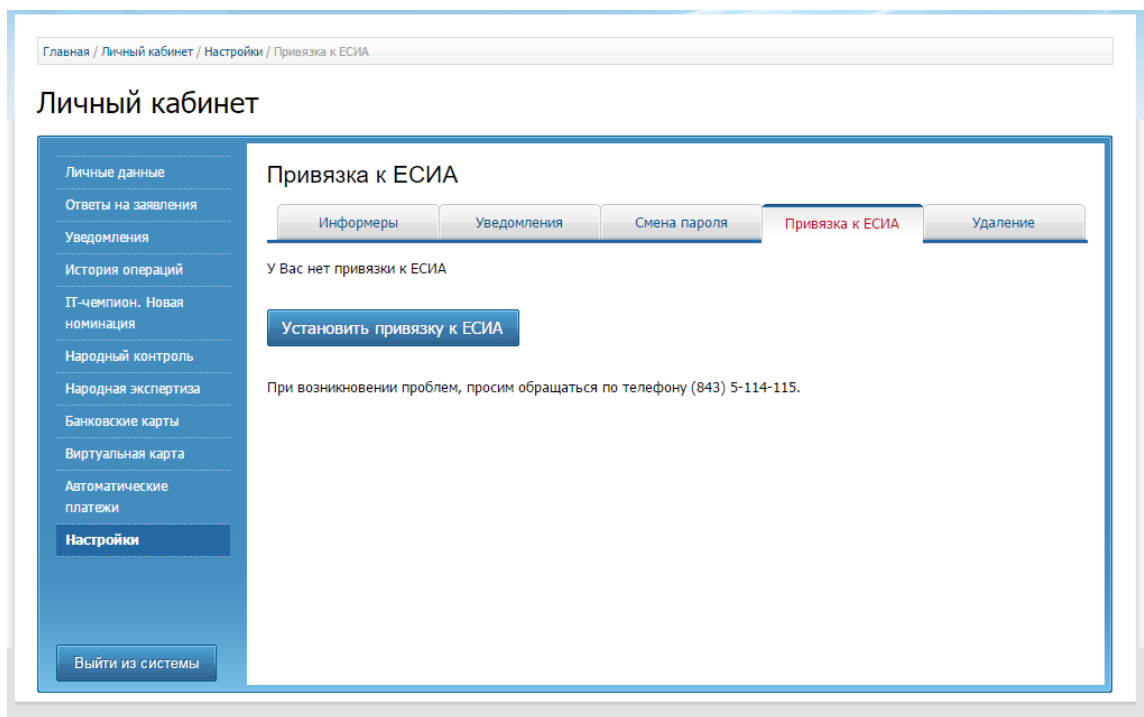 Главная / Личный кабинет / Настройки / Привязка к ЕСИА
Личный кабинет
Личные данные
Ответы на заявления
Уведомления
История операций
IT-чемпион. Новая
номинация
Народный контроль
Народная экспертиза
Банковские карты
Виртуальная карта
Автоматические
платежи
Настройки
Выйти из системы
Привязка к ЕСИА
Информеры Уведомления Смена пароля Привязка к ЕСИА Удаление
У Вас нет привязки к ЕСИА
Установить привязку к ЕСИА
При возникновении проблем, просим обращаться по телефону (843) 5-114-115.